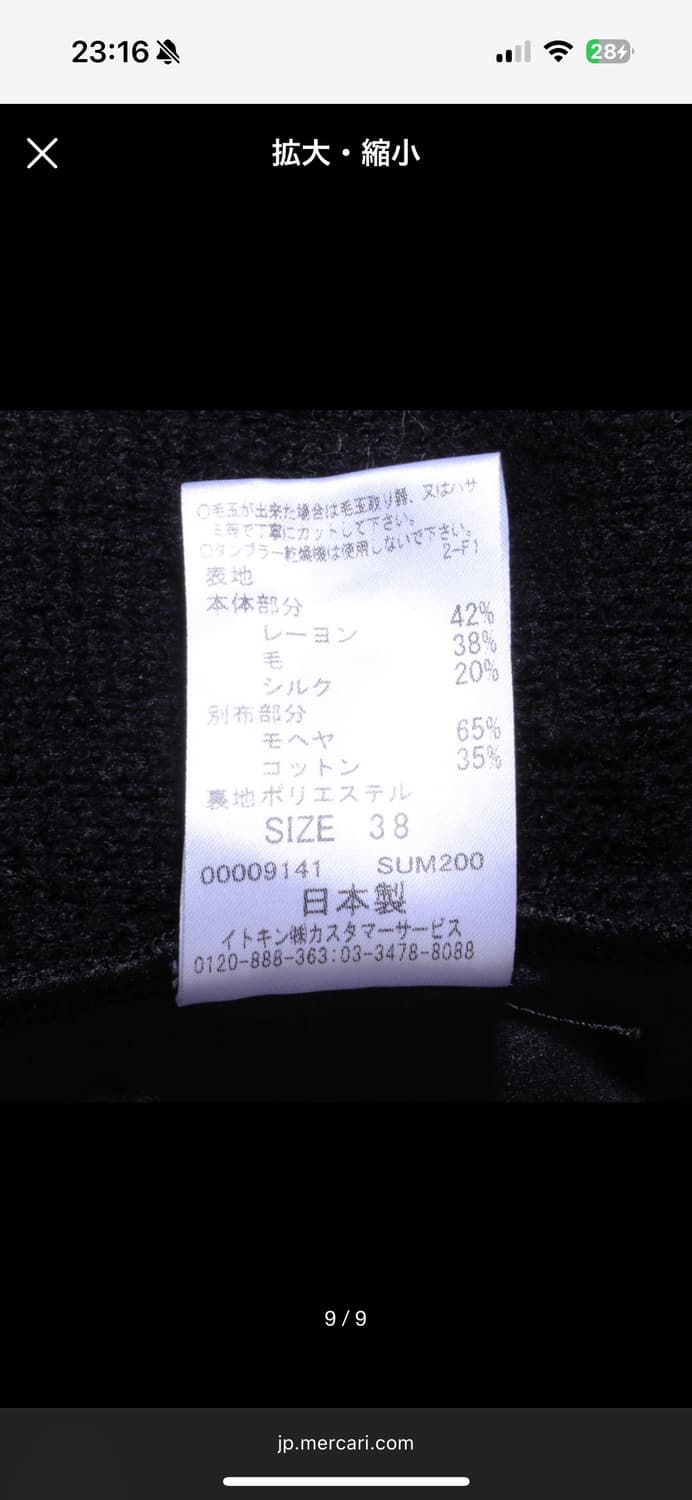 23:16
28
拡大・縮小
○毛玉が出来た場合は毛玉取り器、又はハサ
ミ等で丁寧にカットして下さい。
○タンブラー乾燥機は使用しないで下さい。
2-F1
表地
本体部分
レーヨン 42%
毛 38%
シルク 20%
別布部分
モヘヤ 65%
コットン 35%
裏地ポリエステル
SIZE 38
00009141 SUM200
日本製
イトキン㈱カスタマーサービス
0120-888-363:03-3478-8088
9 / 9
jp.mercari.com